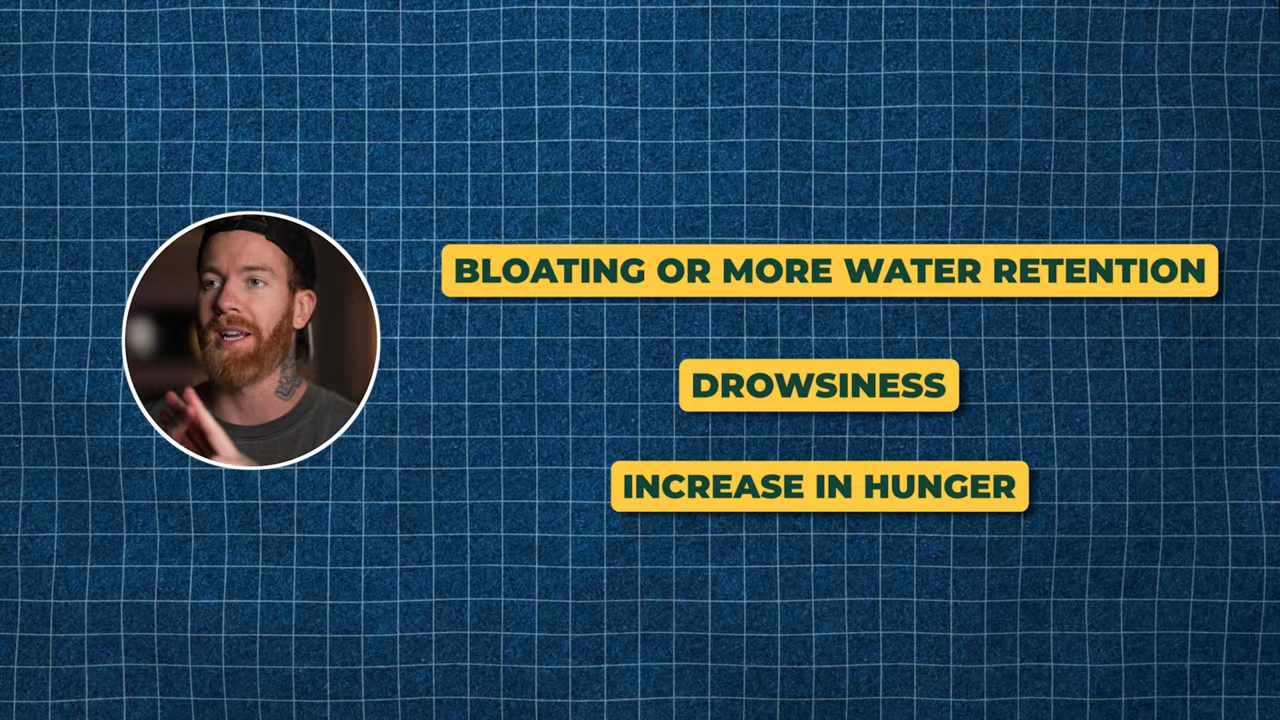 BLOATING OR MORE WATER RETENTION
DROWSINESS
INCREASE IN HUNGER